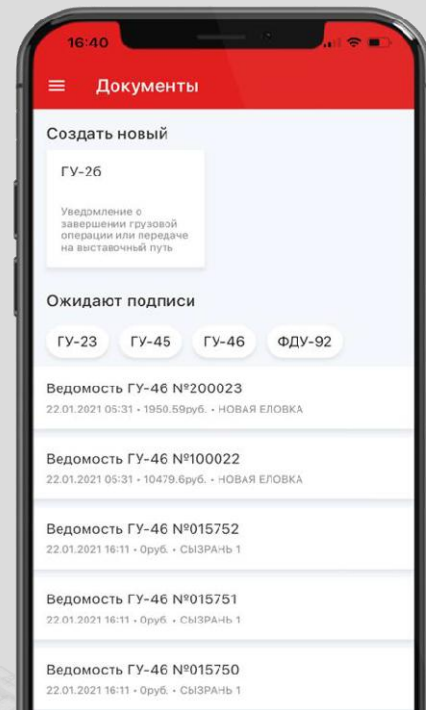 16:40
Документы
Создать новый
ГУ-2б
Уведомление о
завершении грузовой
операции или передаче
на выставочный путь
Ожидают подписи
ГУ-23 ГУ-45 ГУ-46 ФДУ-92
Ведомость ГУ-46 №200023
22.01.2021 05:31 • 1950.59руб. • НОВАЯ ЕЛОВКА
Ведомость ГУ-46 №100022
22.01.2021 05:31 • 10479.6руб. • НОВАЯ ЕЛОВКА
Ведомость ГУ-46 №015752
22.01.2021 16:11 • 0руб. • СЫЗРАНЬ 1
Ведомость ГУ-46 №015751
22.01.2021 16:11 • 0руб. • СЫЗРАНЬ 1
Ведомость ГУ-46 №015750
22.01.2021 16:11 • 0руб. • СЫЗРАНЬ 1